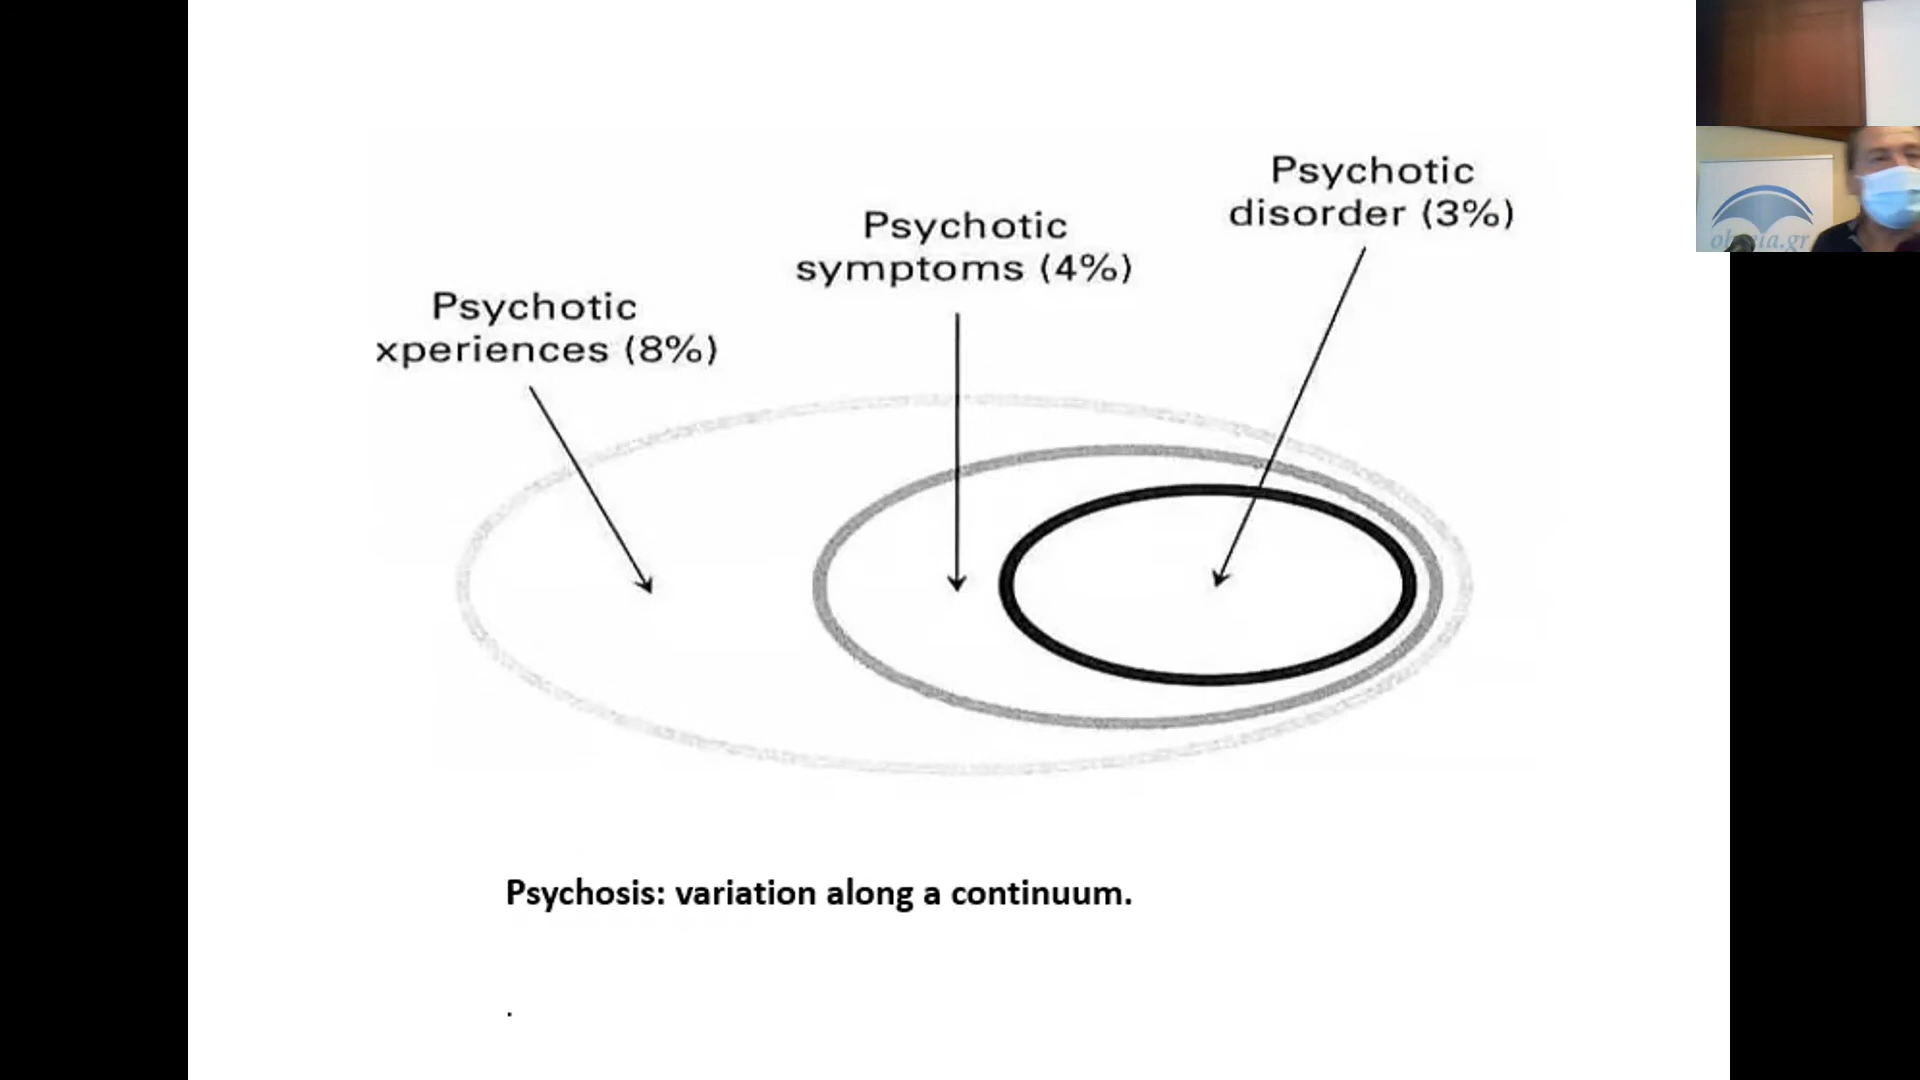 Psychotic
disorder (3%)
Psychotic
symptoms (4%)
Psychotic
xperiences (8%)
Psychosis: variation along a continuum.
.